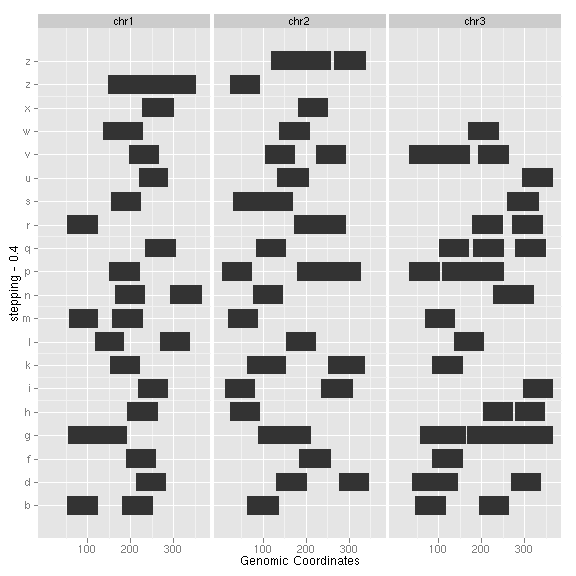 chr1 chr2 chr3
z
z
x
w
v
u
s
r
q
p
n
m
l
k
i
h
g
f
d
b
stepping - 0.4
100 200 300 100 200 300 100 200 300
Genomic Coordinates